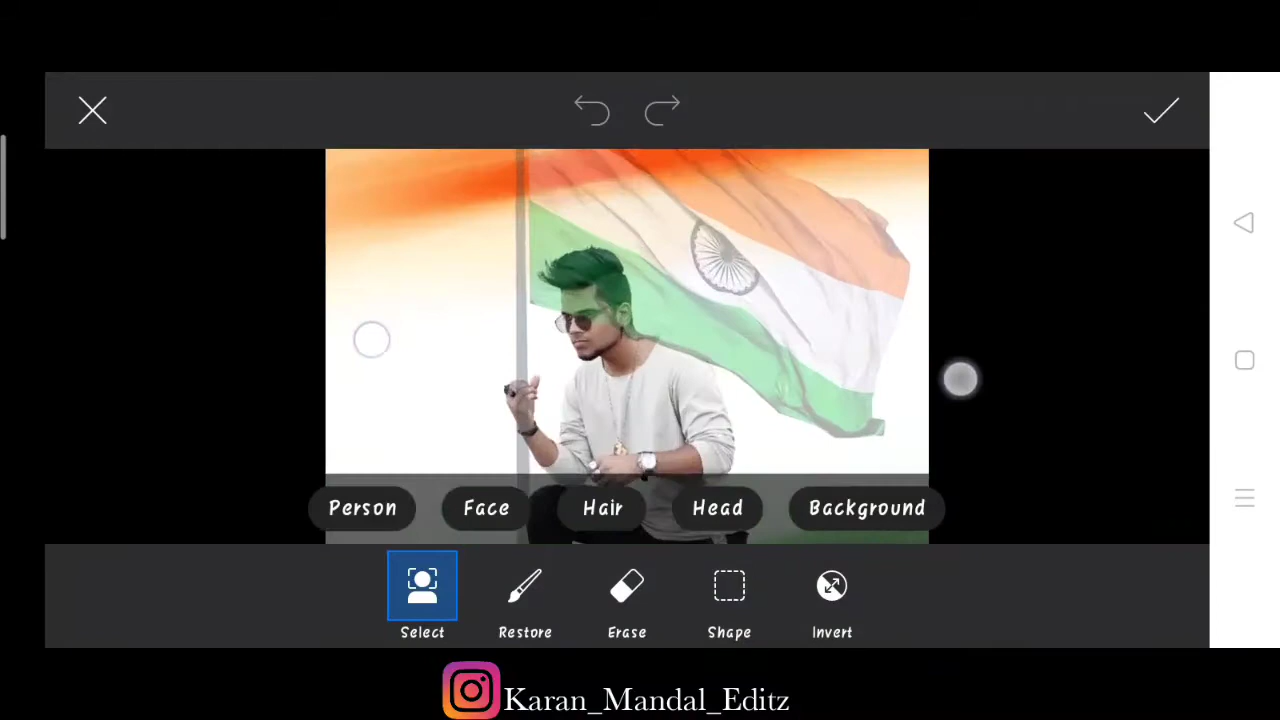 Person Face Hair Head Background
Select Restore Erase Shape Invert
Karan_Mandal_Editz